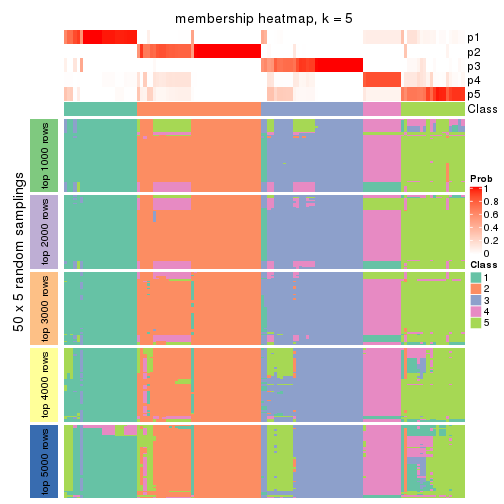 membership heatmap, k = 5
p1
p2
p3
p4
p5
Class
50 x 5 random samplings
top 1000 rows
top 2000 rows
top 3000 rows
top 4000 rows
top 5000 rows
Prob
1
0.8
0.6
0.4
0.2
0
Class
1
2
3
4
5